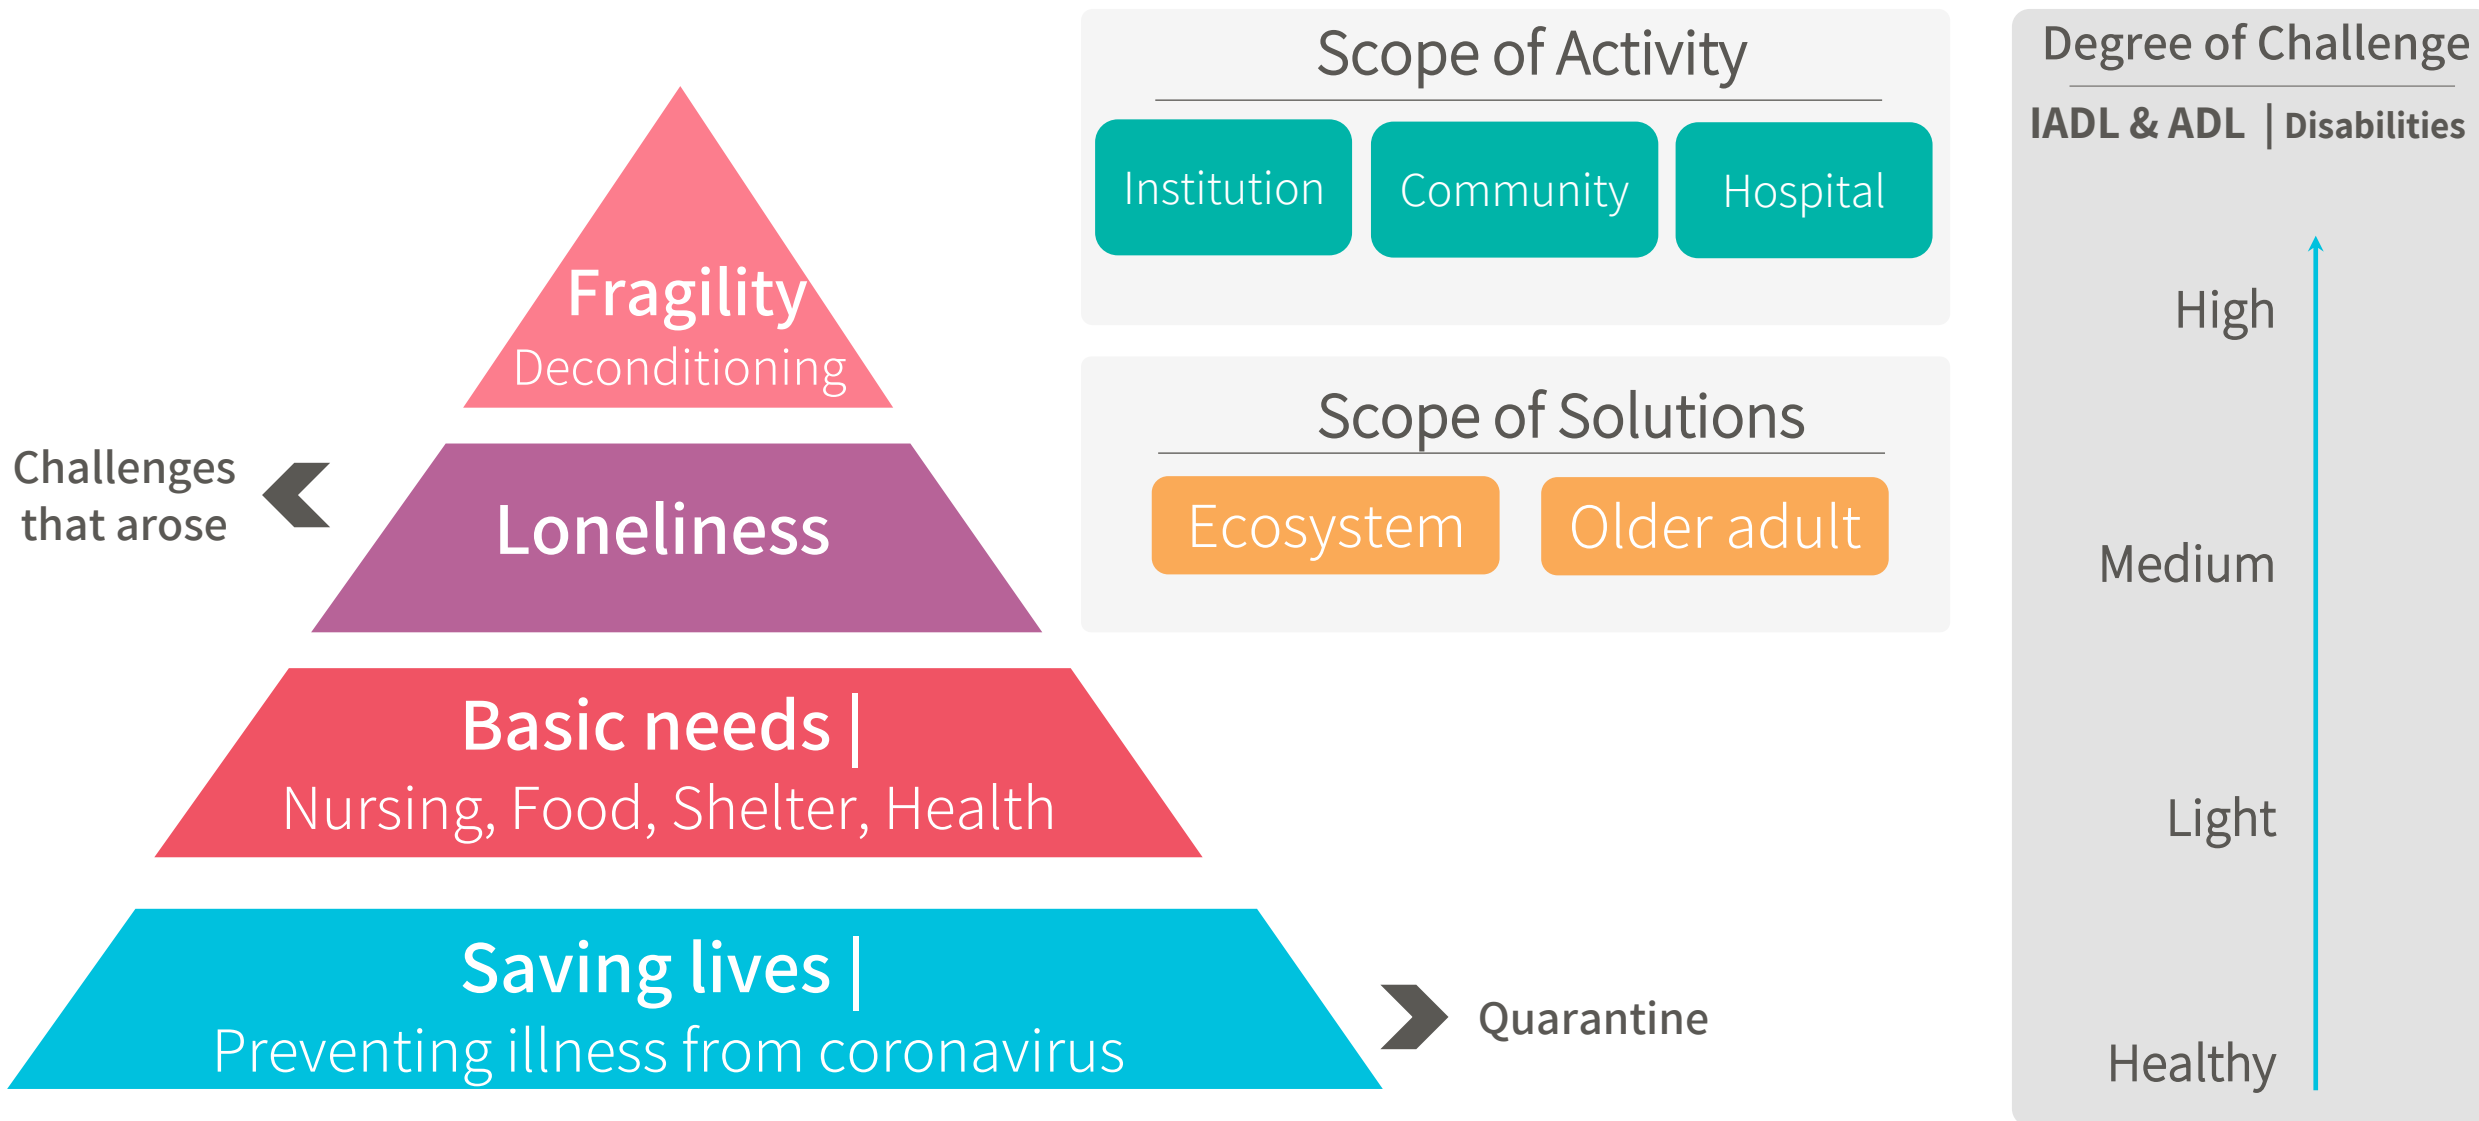 Fragility
Deconditioning
Challenges
that arose
Loneliness
Basic needs |
Nursing, Food, Shelter, Health
Saving lives |
Preventing illness from coronavirus
Quarantine
Scope of Activity
Institution
Community
Hospital
Scope of Solutions
Ecosystem
Older adult
Degree of Challenge
IADL & ADL | Disabilities
High
Medium
Light
Healthy